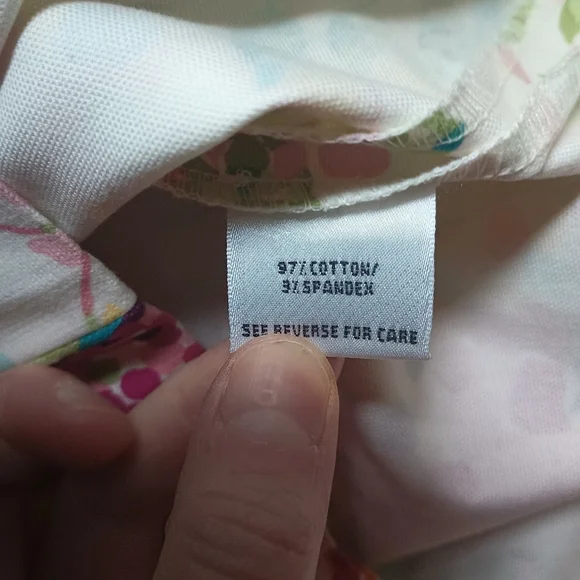 97% COTTON/
3% SPANDEX
SEE REVERSE FOR CARE